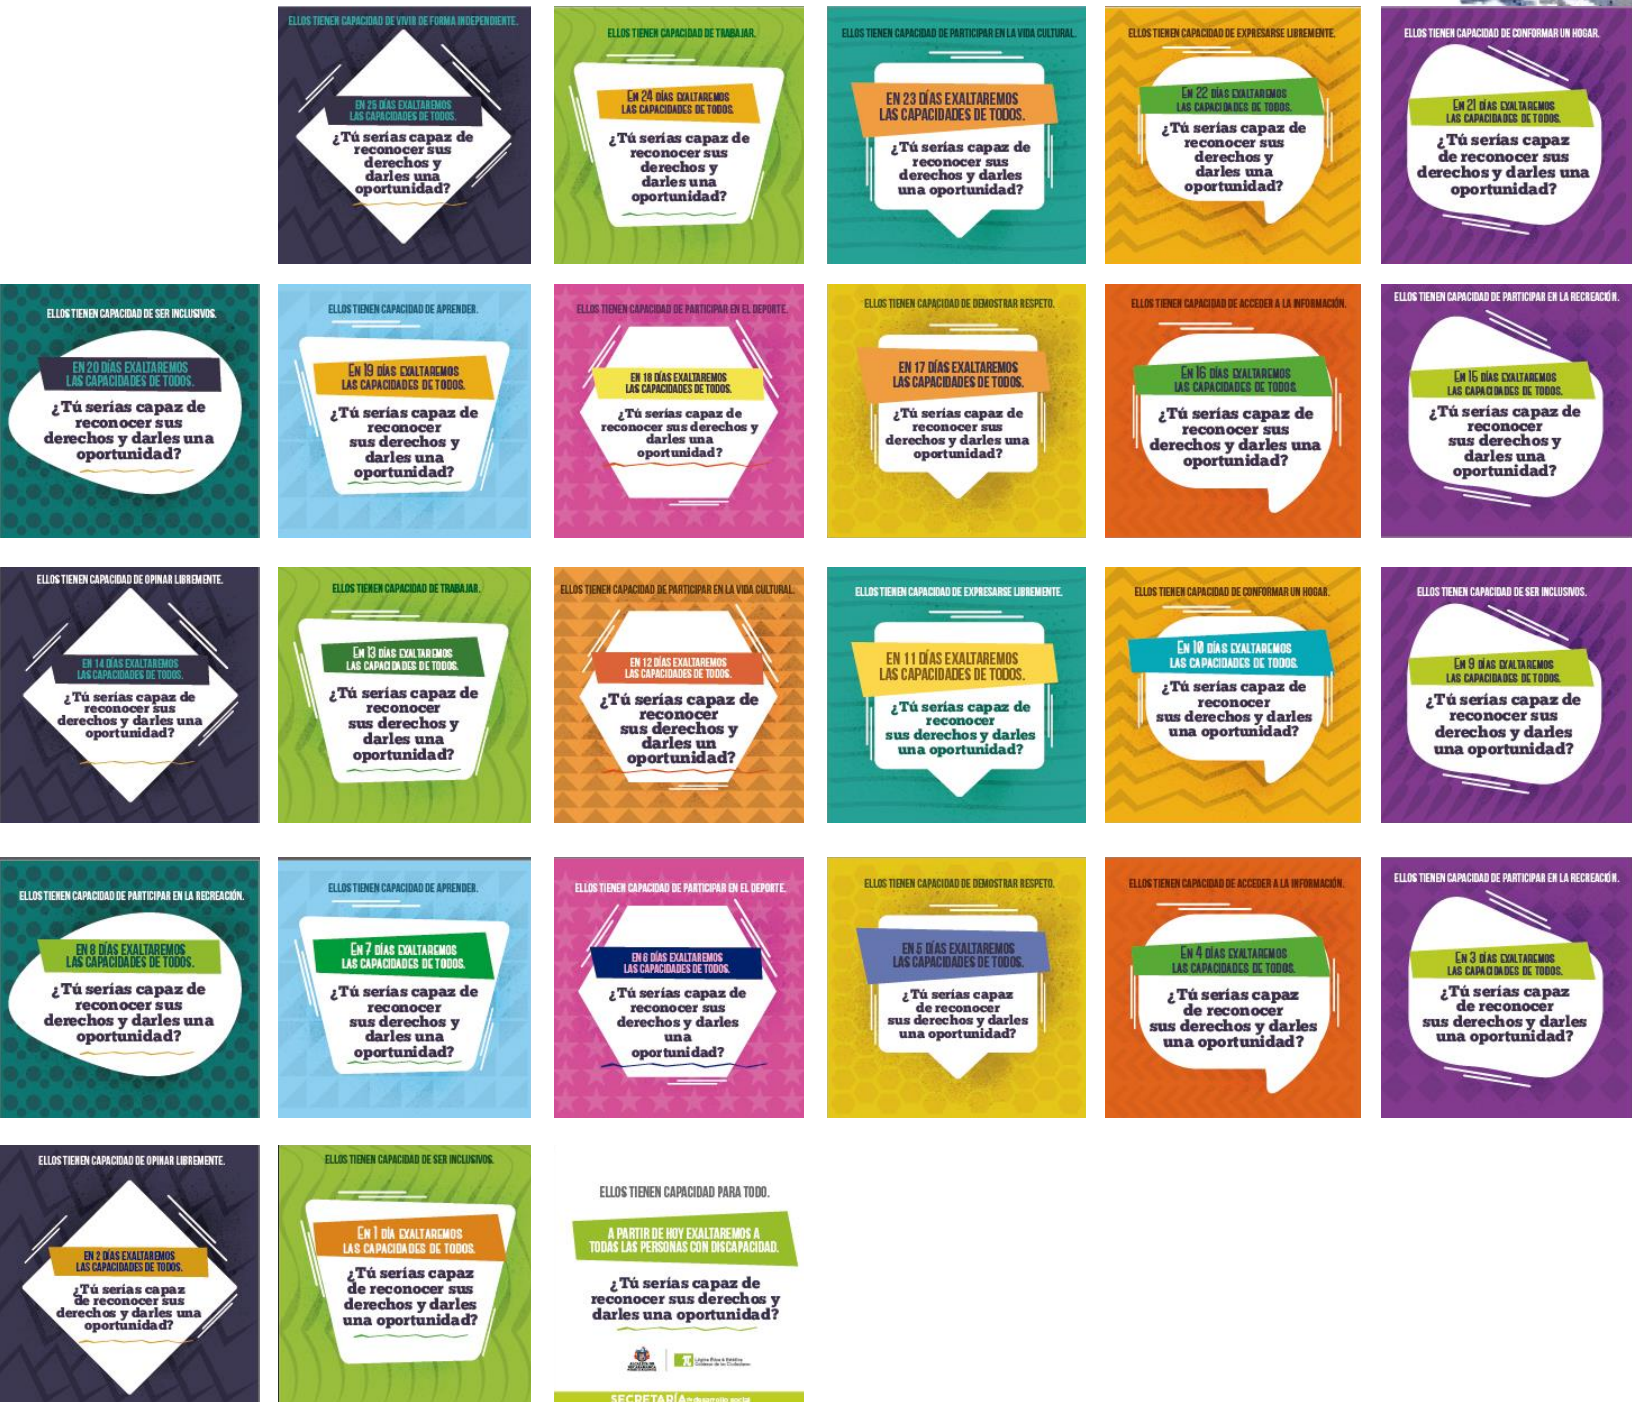 ELLOS TIENEN CAPACIDAD DE VIVIR DE FORMA INDEPENDIENTE.
EN 25 DÍAS EXALTAREMOS
LAS CAPACIDADES DE TODOS.
¿Tú serías capaz de
reconocer sus
derechos y
darles una
oportunidad?
ELLOS TIENEN CAPACIDAD DE TRABAJAR.
EN 24 DÍAS EXALTAREMOS
LAS CAPACIDADES DE TODOS.
¿Tú serías capaz de
reconocer sus
derechos y
darles una
oportunidad?
ELLOS TIENEN CAPACIDAD DE PARTICIPAR EN LA VIDA CULTURAL.
EN 23 DÍAS EXALTAREMOS
LAS CAPACIDADES DE TODOS.
¿Tú serías capaz de
reconocer sus
derechos y darles
una oportunidad?
ELLOS TIENEN CAPACIDAD DE EXPRESARSE LIBREMENTE.
EN 22 DÍAS EXALTAREMOS
LAS CAPACIDADES DE TODOS.
¿Tú serías capaz de
reconocer sus
derechos y
darles una
oportunidad?
ELLOS TIENEN CAPACIDAD DE CONFORMAR UN HOGAR.
EN 21 DÍAS EXALTAREMOS
LAS CAPACIDADES DE TODOS.
¿Tú serías capaz
de reconocer sus
derechos y darles una
oportunidad?
ELLOS TIENEN CAPACIDAD DE SER INCLUSIVOS.
EN 20 DÍAS EXALTAREMOS
LAS CAPACIDADES DE TODOS.
¿Tú serías capaz de
reconocer sus
derechos y darles una
oportunidad?
ELLOS TIENEN CAPACIDAD DE APRENDER.
EN 19 DÍAS EXALTAREMOS
LAS CAPACIDADES DE TODOS.
¿Tú serías capaz de
reconocer
sus derechos y
darles una
oportunidad?
ELLOS TIENEN CAPACIDAD DE PARTICIPAR EN EL DEPORTE.
EN 18 DÍAS EXALTAREMOS
LAS CAPACIDADES DE TODOS.
¿Tú serías capaz de
reconocer sus derechos y
darles una
oportunidad?
ELLOS TIENEN CAPACIDAD DE DEMOSTRAR RESPETO.
EN 17 DÍAS EXALTAREMOS
LAS CAPACIDADES DE TODOS.
¿Tú serías capaz de
reconocer sus
derechos y darles una
oportunidad?
ELLOS TIENEN CAPACIDAD DE ACCEDER A LA INFORMACIÓN.
EN 16 DÍAS EXALTAREMOS
LAS CAPACIDADES DE TODOS.
¿Tú serías capaz de
reconocer sus
derechos y darles una
oportunidad?
ELLOS TIENEN CAPACIDAD DE PARTICIPAR EN LA RECREACIÓN.
EN 15 DÍAS EXALTAREMOS
LAS CAPACIDADES DE TODOS.
¿Tú serías capaz de
reconocer
sus derechos y
darles una
oportunidad?
ELLOS TIENEN CAPACIDAD DE OPINAR LIBREMENTE.
EN 14 DÍAS EXALTAREMOS
LAS CAPACIDADES DE TODOS.
¿Tú serías capaz de
reconocer sus
derechos y darles una
oportunidad?
ELLOS TIENEN CAPACIDAD DE TRABAJAR.
EN 13 DÍAS EXALTAREMOS
LAS CAPACIDADES DE TODOS.
¿Tú serías capaz de
reconocer
sus derechos y
darles una
oportunidad?
ELLOS TIENEN CAPACIDAD DE PARTICIPAR EN LA VIDA CULTURAL.
EN 12 DÍAS EXALTAREMOS
LAS CAPACIDADES DE TODOS.
¿Tú serías capaz de
reconocer
sus derechos y
darles un
oportunidad?
ELLOS TIENEN CAPACIDAD DE EXPRESARSE LIBREMENTE.
EN 11 DÍAS EXALTAREMOS
LAS CAPACIDADES DE TODOS.
¿Tú serías capaz de
reconocer
sus derechos y darles
una oportunidad?
ELLOS TIENEN CAPACIDAD DE CONFORMAR UN HOGAR.
EN 10 DÍAS EXALTAREMOS
LAS CAPACIDADES DE TODOS.
¿Tú serías capaz de
reconocer
sus derechos y darles
una oportunidad?
ELLOS TIENEN CAPACIDAD DE SER INCLUSIVOS.
EN 9 DÍAS EXALTAREMOS
LAS CAPACIDADES DE TODOS.
¿Tú serías capaz de
reconocer sus
derechos y darles
una oportunidad?
ELLOS TIENEN CAPACIDAD DE PARTICIPAR EN LA RECREACIÓN.
EN 8 DÍAS EXALTAREMOS
LAS CAPACIDADES DE TODOS.
¿Tú serías capaz de
reconocer sus
derechos y darles una
oportunidad?
ELLOS TIENEN CAPACIDAD DE APRENDER.
EN 7 DÍAS EXALTAREMOS
LAS CAPACIDADES DE TODOS.
¿Tú serías capaz de
reconocer
sus derechos y
darles una
oportunidad?
ELLOS TIENEN CAPACIDAD DE PARTICIPAR EN EL DEPORTE.
EN 6 DÍAS EXALTAREMOS
LAS CAPACIDADES DE TODOS.
¿Tú serías capaz de
reconocer sus
derechos y darles
una
oportunidad?
ELLOS TIENEN CAPACIDAD DE DEMOSTRAR RESPETO.
EN 5 DÍAS EXALTAREMOS
LAS CAPACIDADES DE TODOS.
¿Tú serías capaz
de reconocer
sus derechos y darles
una oportunidad?
ELLOS TIENEN CAPACIDAD DE ACCEDER A LA INFORMACIÓN.
EN 4 DÍAS EXALTAREMOS
LAS CAPACIDADES DE TODOS.
¿Tú serías capaz
de reconocer
sus derechos y darles
una oportunidad?
ELLOS TIENEN CAPACIDAD DE PARTICIPAR EN LA RECREACIÓN.
EN 3 DÍAS EXALTAREMOS
LAS CAPACIDADES DE TODOS.
¿Tú serías capaz
de reconocer
sus derechos y darles
una oportunidad?
ELLOS TIENEN CAPACIDAD DE OPINAR LIBREMENTE.
EN 2 DÍAS EXALTAREMOS
LAS CAPACIDADES DE TODOS.
¿Tú serías capaz
de reconocer sus
derechos y darles una
oportunidad?
ELLOS TIENEN CAPACIDAD DE SER INCLUSIVOS.
EN 1 DÍA EXALTAREMOS
LAS CAPACIDADES DE TODOS.
¿Tú serías capaz
de reconocer sus
derechos y darles
una oportunidad?
ELLOS TIENEN CAPACIDAD PARA TODO.
A PARTIR DE HOY EXALTAREMOS A
TODAS LAS PERSONAS CON DISCAPACIDAD.
¿Tú serías capaz de
reconocer sus derechos y
darles una oportunidad?
Lógica Ética & Estética
Gobierno de los Ciudadanos
SECRETARÍA de desarrollo social